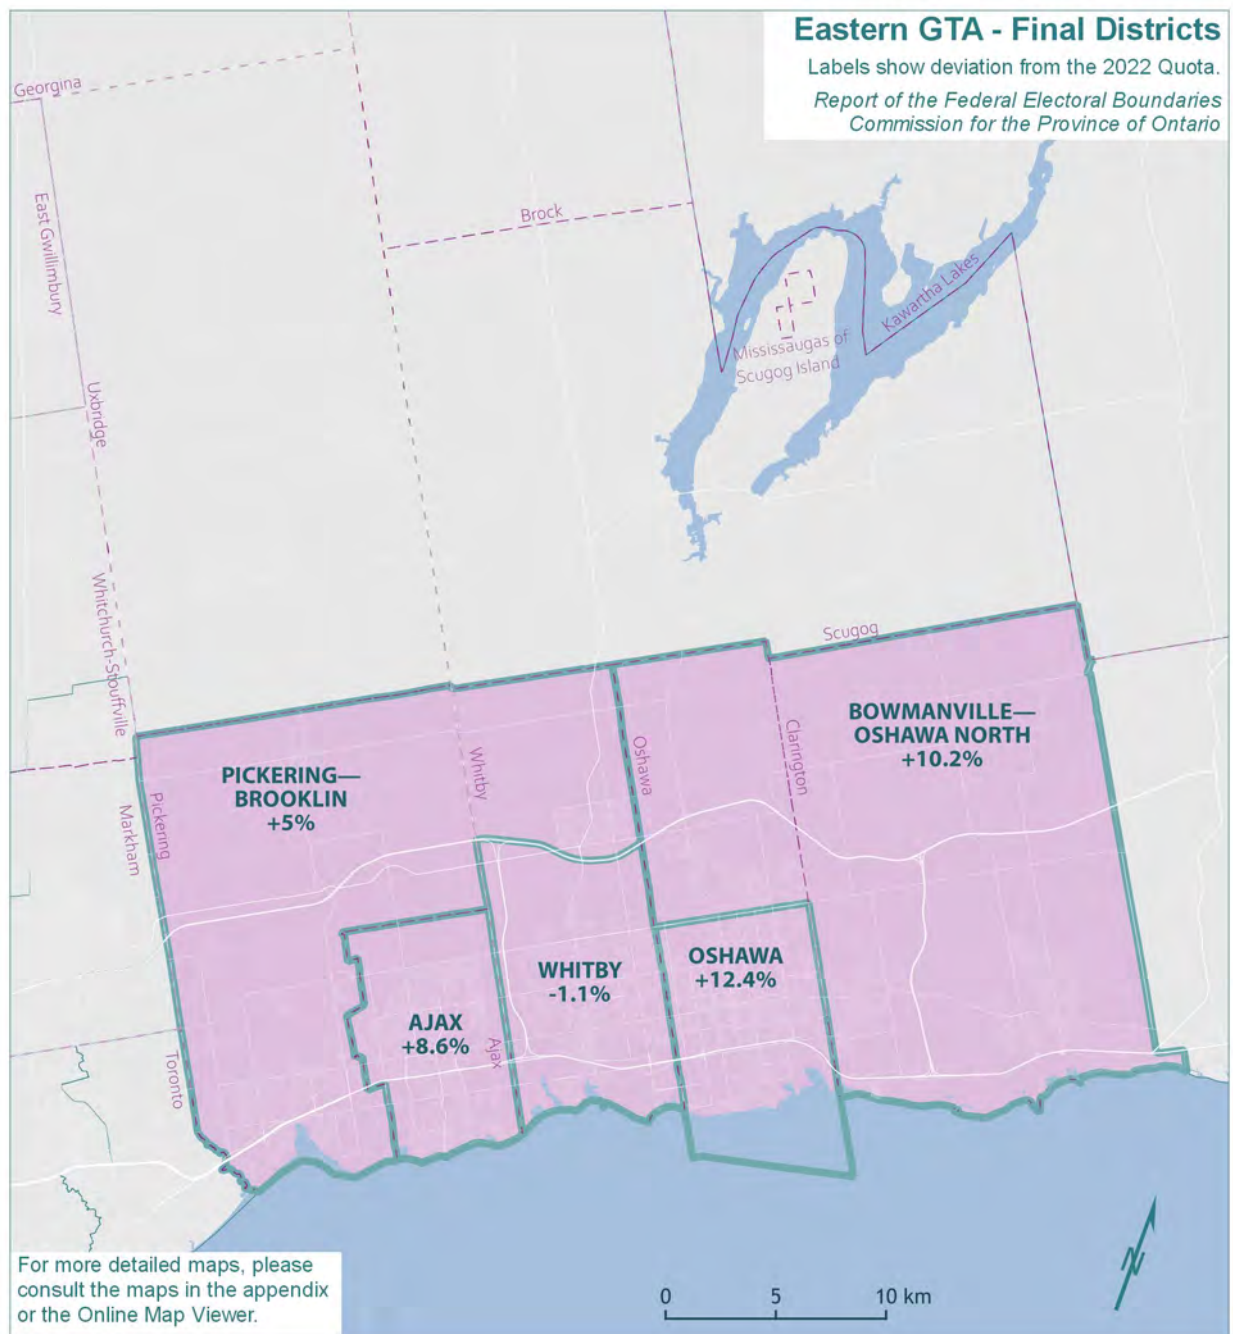 Eastern GTA - Final Districts
Labels show deviation from the 2022 Quota.
Report of the Federal Electoral Boundaries
Commission for the Province of Ontario
Georgina
East Gwillimbury
Brock
Kawartha Lakes
Mississaugas of
Scugog Island
Uxbridge
Whitchurch-Stouffville
Scugog
BOWMANVILLE—
OSHAWA NORTH
+10.2%
Clarington
Oshawa
Whitby
PICKERING—
BROOKLIN
+5%
Pickering
Markham
WHITBY
-1.1%
OSHAWA
+12.4%
AJAX
+8.6%
Ajax
Toronto
N
For more detailed maps, please
consult the maps in the appendix
or the Online Map Viewer.
0 5 10 km